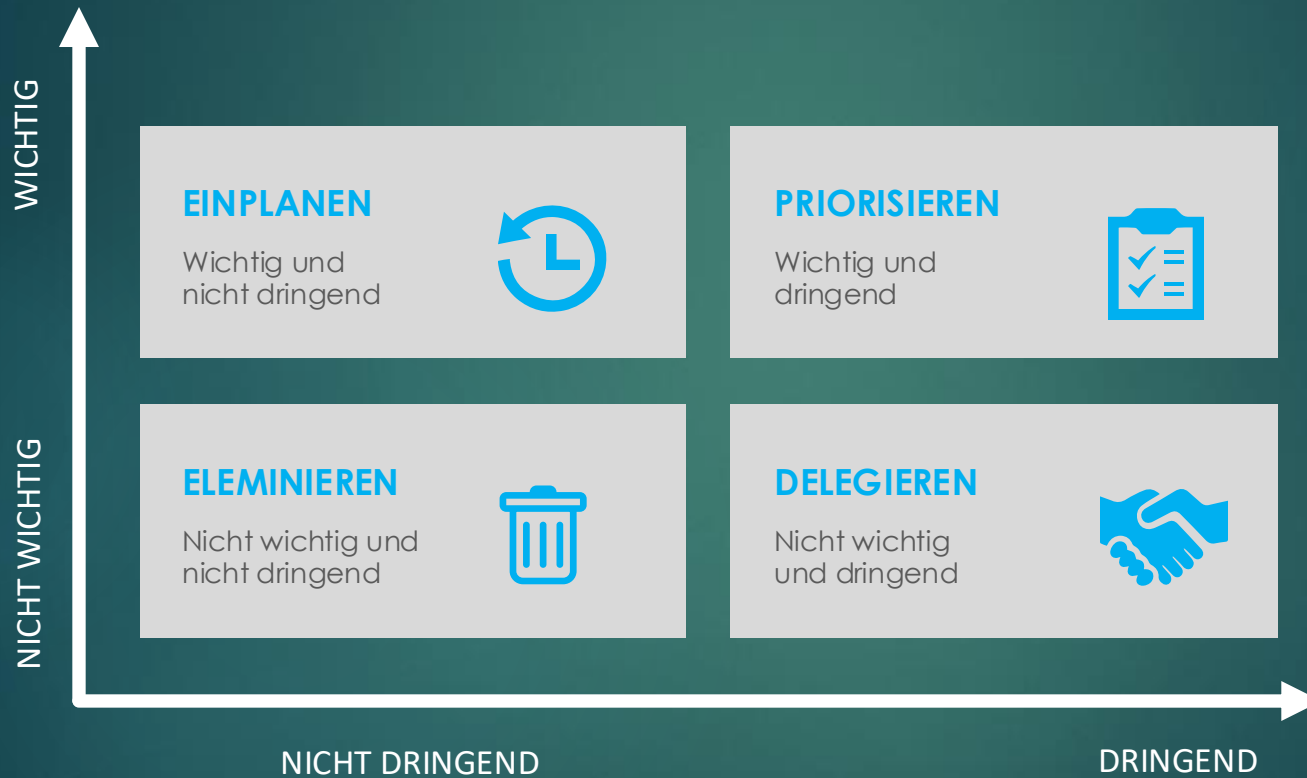 WICHTIG
EINPLANEN
Wichtig und
nicht dringend
PRIORISIEREN
Wichtig und
dringend
NICHT WICHTIG
ELEMINIEREN
Nicht wichtig und
nicht dringend
DELEGIEREN
Nicht wichtig
und dringend
NICHT DRINGEND
DRINGEND